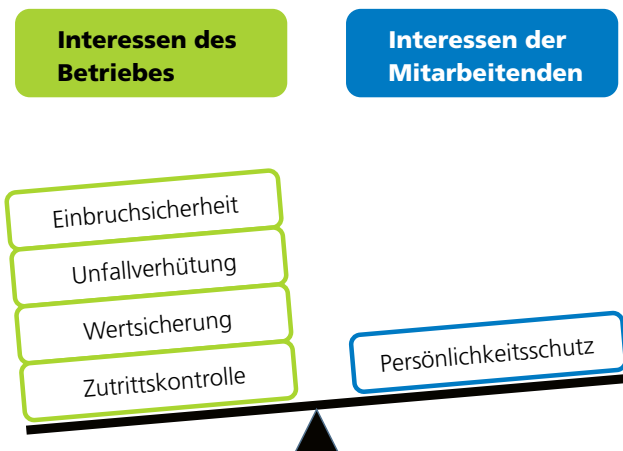 Interessen des
Betriebes
Interessen der
Mitarbeitenden
Einbruchsicherheit
Unfallverhütung
Wertsicherung
Zutrittskontrolle
Persönlichkeitsschutz